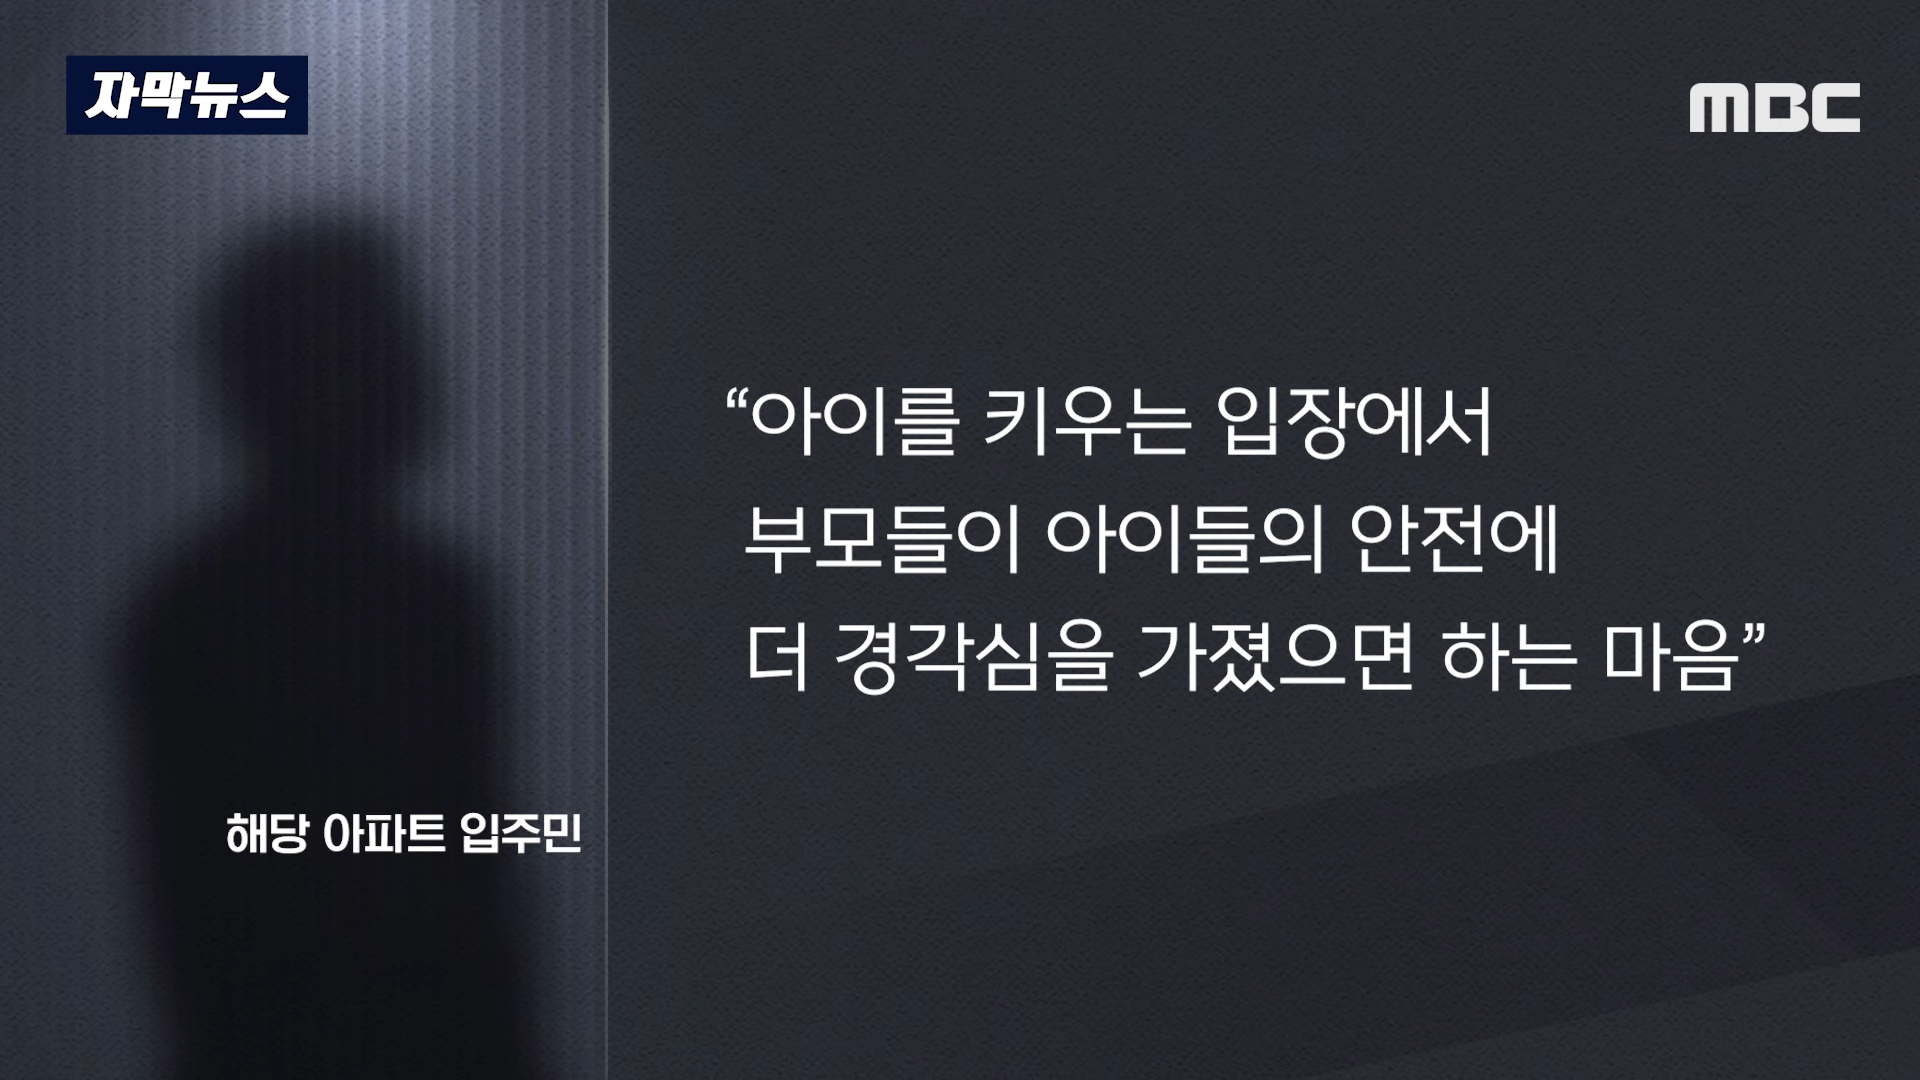 자막뉴스
MBC
“아이를 키우는 입장에서
부모들이 아이들의 안전에
더 경각심을 가졌으면 하는 마음”
해당 아파트 입주민